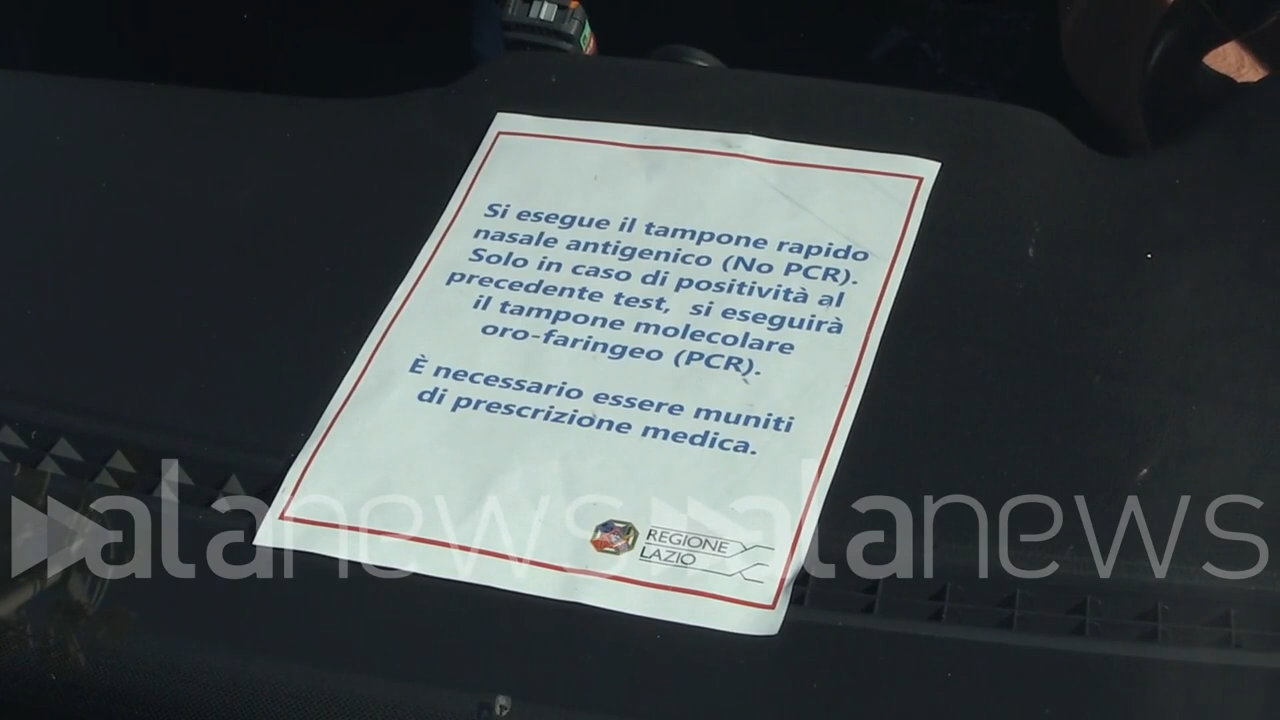 Si esegue il tampone rapido
nasale antigenico (No PCR).
Solo in caso di positività al
precedente test, si eseguirà
il tampone molecolare
oro-faringeo (PCR).
È necessario essere muniti
di prescrizione medica.
REGIONE
LAZIO
alanews alanews